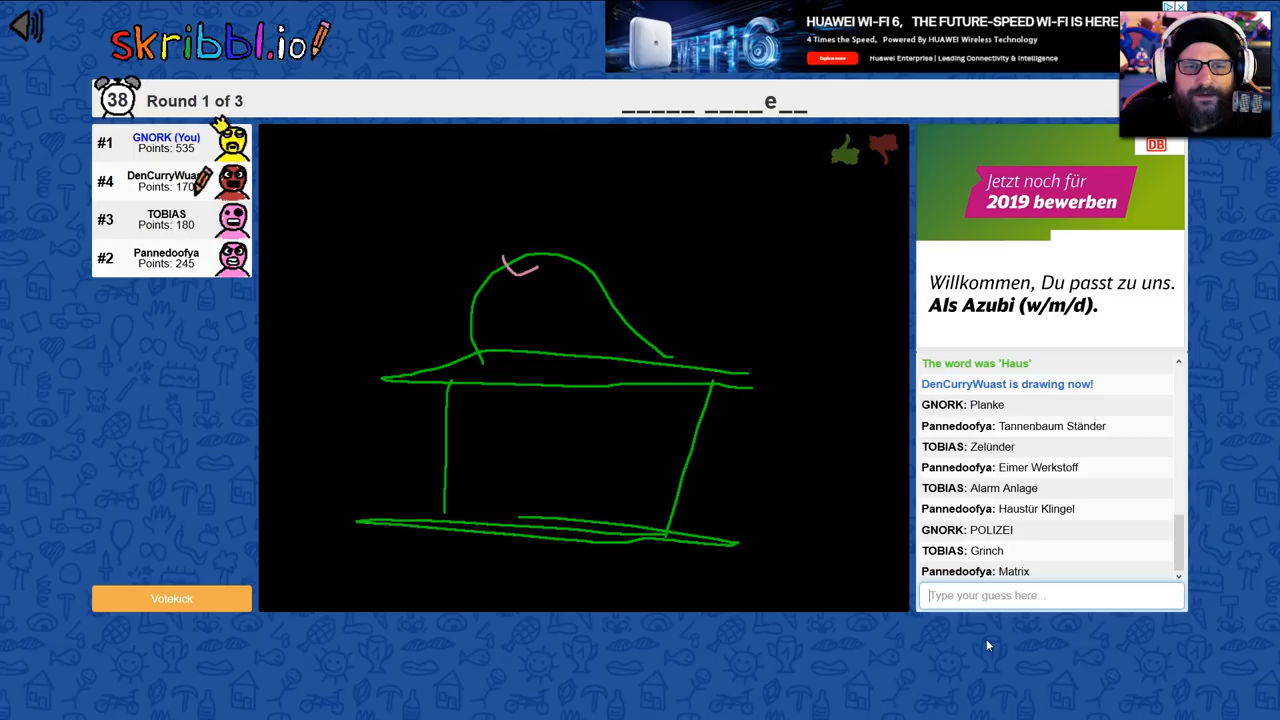 skribbl.io
HUAWEI WI-FI 6, THE FUTURE-SPEED WI-FI IS HERE
4 Times the Speed, Powered By HUAWEI Wireless Technology
Explore more
Huawei Enterprise | Leading Connectivity & Intelligence
38
Round 1 of 3
_____ ____e__
#1
GNORK (You)
Points: 535
#4
DenCurryWuas
Points: 170
#3
TOBIAS
Points: 180
#2
Pannedoofya
Points: 245
Votekick
DB
Jetzt noch für
2019 bewerben
Willkommen, Du passt zu uns.
Als Azubi (w/m/d).
The word was 'Haus'
DenCurryWuast is drawing now!
GNORK: Planke
Pannedoofya: Tannenbaum Ständer
TOBIAS: Zelünder
Pannedoofya: Eimer Werkstoff
TOBIAS: Alarm Anlage
Pannedoofya: Haustür Klingel
GNORK: POLIZEI
TOBIAS: Grinch
Pannedoofya: Matrix
Type your guess here...